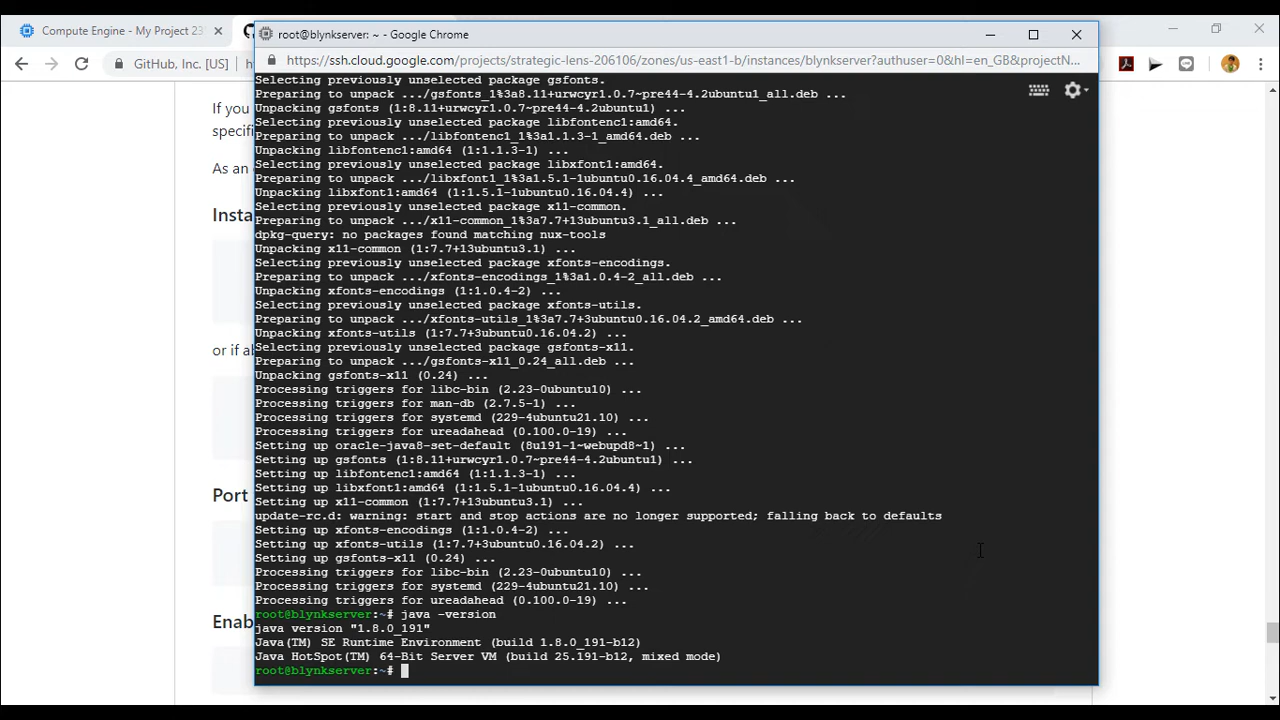 Compute Engine - My Project 23
root@blynkserver: ~ - Google Chrome
GitHub, Inc. [US]
https://ssh.cloud.google.com/projects/strategic-lens-206106/zones/us-east1-b/instances/blynkserver?authuser=0&hl=en_GB&projectN...
If you
specifi
As an
Insta
or if al
Port
Enab
Selecting previously unselected package gsfonts.
Preparing to unpack .../gsfonts_1%3a8.11+urwcyr1.0.7~pre44-4.2ubuntu1_all.deb ...
Unpacking gsfonts (1:8.11+urwcyr1.0.7~pre44-4.2ubuntu1) ...
Selecting previously unselected package libfontenc1:amd64.
Preparing to unpack .../libfontenc1_1%3a1.1.3-1_amd64.deb ...
Unpacking libfontenc1:amd64 (1:1.1.3-1) ...
Selecting previously unselected package libxfont1:amd64.
Preparing to unpack .../libxfont1_1%3a1.5.1-1ubuntu0.16.04.4_amd64.deb ...
Unpacking libxfont1:amd64 (1:1.5.1-1ubuntu0.16.04.4) ...
Selecting previously unselected package x11-common.
Preparing to unpack .../x11-common_1%3a7.7+13ubuntu3.1_all.deb ...
dpkg-query: no packages found matching nux-tools
Unpacking x11-common (1:7.7+13ubuntu3.1) ...
Selecting previously unselected package xfonts-encodings.
Preparing to unpack .../xfonts-encodings_1%3a1.0.4-2_all.deb ...
Unpacking xfonts-encodings (1:1.0.4-2) ...
Selecting previously unselected package xfonts-utils.
Preparing to unpack .../xfonts-utils_1%3a7.7+3ubuntu0.16.04.2_amd64.deb ...
Unpacking xfonts-utils (1:7.7+3ubuntu0.16.04.2) ...
Selecting previously unselected package gsfonts-x11.
Preparing to unpack .../gsfonts-x11_0.24_all.deb ...
Unpacking gsfonts-x11 (0.24) ...
Processing triggers for libc-bin (2.23-0ubuntu10) ...
Processing triggers for man-db (2.7.5-1) ...
Processing triggers for systemd (229-4ubuntu21.10) ...
Processing triggers for ureadahead (0.100.0-19) ...
Setting up oracle-java8-set-default (8u191-1~webupd8~1) ...
Setting up gsfonts (1:8.11+urwcyr1.0.7~pre44-4.2ubuntu1) ...
Setting up libfontenc1:amd64 (1:1.1.3-1) ...
Setting up libxfont1:amd64 (1:1.5.1-1ubuntu0.16.04.4) ...
Setting up x11-common (1:7.7+13ubuntu3.1) ...
update-rc.d: warning: start and stop actions are no longer supported; falling back to defaults
Setting up xfonts-encodings (1:1.0.4-2) ...
Setting up xfonts-utils (1:7.7+3ubuntu0.16.04.2) ...
Setting up gsfonts-x11 (0.24) ...
Processing triggers for libc-bin (2.23-0ubuntu10) ...
Processing triggers for systemd (229-4ubuntu21.10) ...
Processing triggers for ureadahead (0.100.0-19) ...
root@blynkserver:~# java -version
java version "1.8.0_191"
Java(TM) SE Runtime Environment (build 1.8.0_191-b12)
Java HotSpot(TM) 64-Bit Server VM (build 25.191-b12, mixed mode)
root@blynkserver:~#